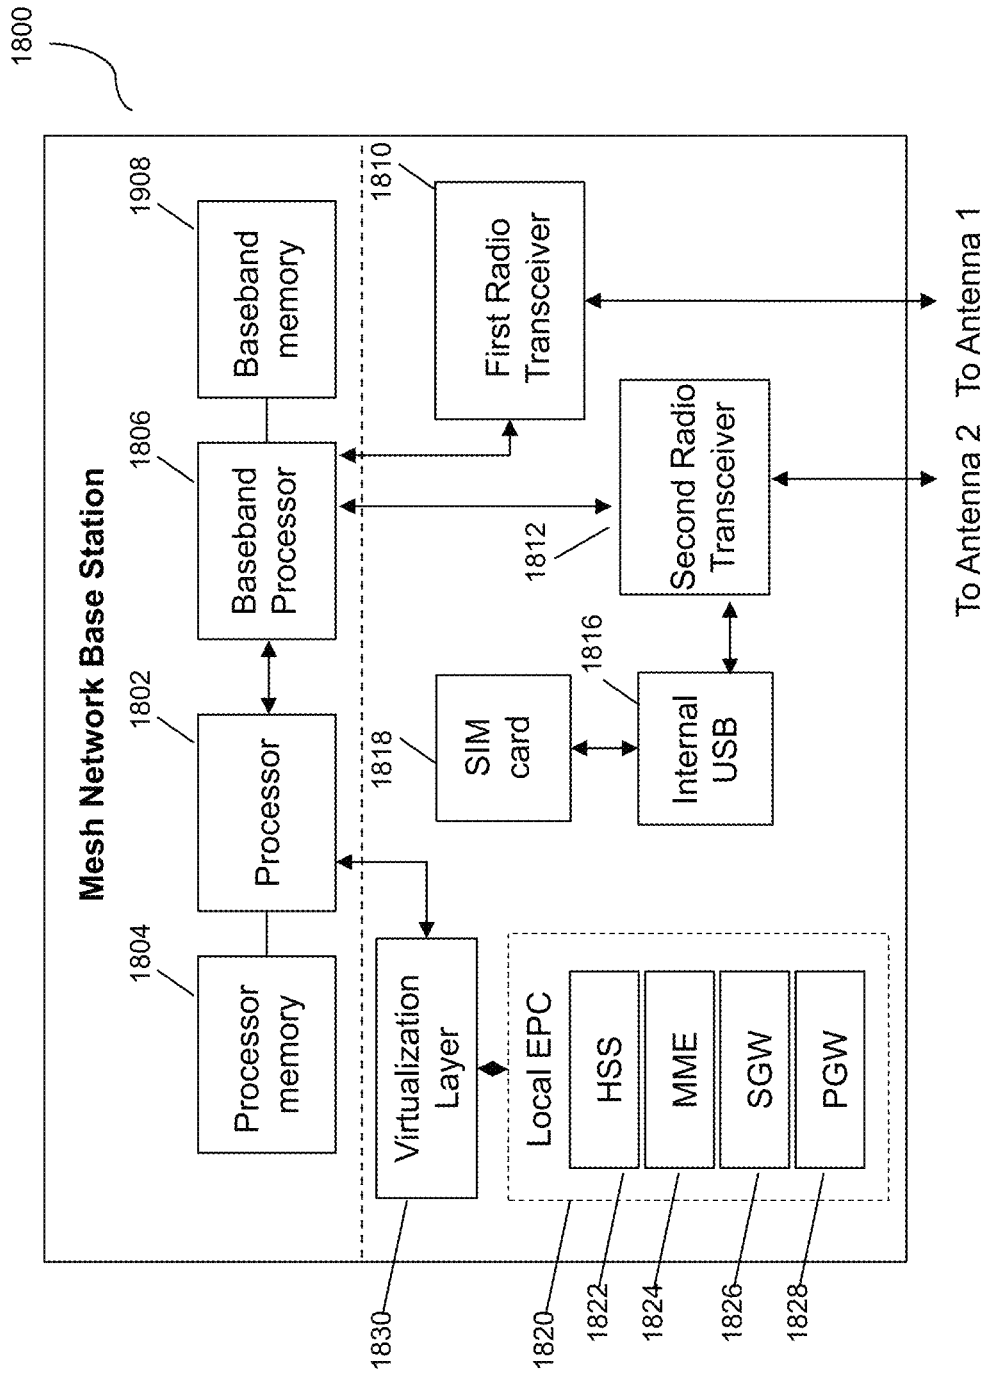 1800
Mesh Network Base Station
1804
1802
1806
1908
Processor
memory
Processor
Baseband
Processor
Baseband
memory
1830
Virtualization
Layer
1818
SIM
card
1810
First Radio
Transceiver
1820
Local EPC
1822
HSS
1824
MME
1826
SGW
1828
PGW
1816
Internal
USB
1812
Second Radio
Transceiver
To Antenna 2
To Antenna 1